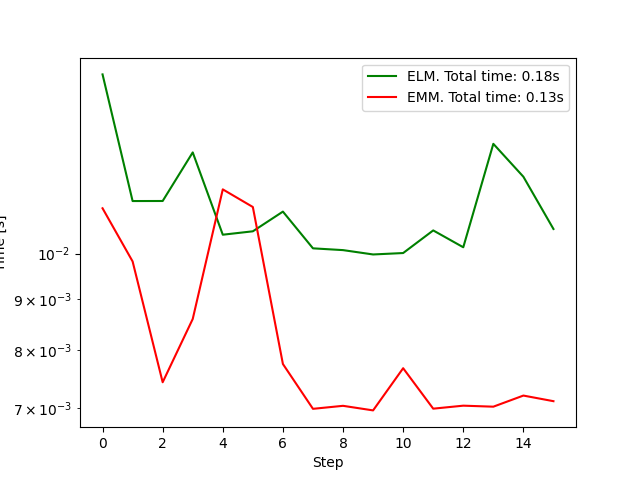 ELM. Total time: 0.18s
EMM. Total time: 0.13s
Time [s]
10⁻²
9 × 10⁻³
8 × 10⁻³
7 × 10⁻³
0 2 4 6 8 10 12 14
Step